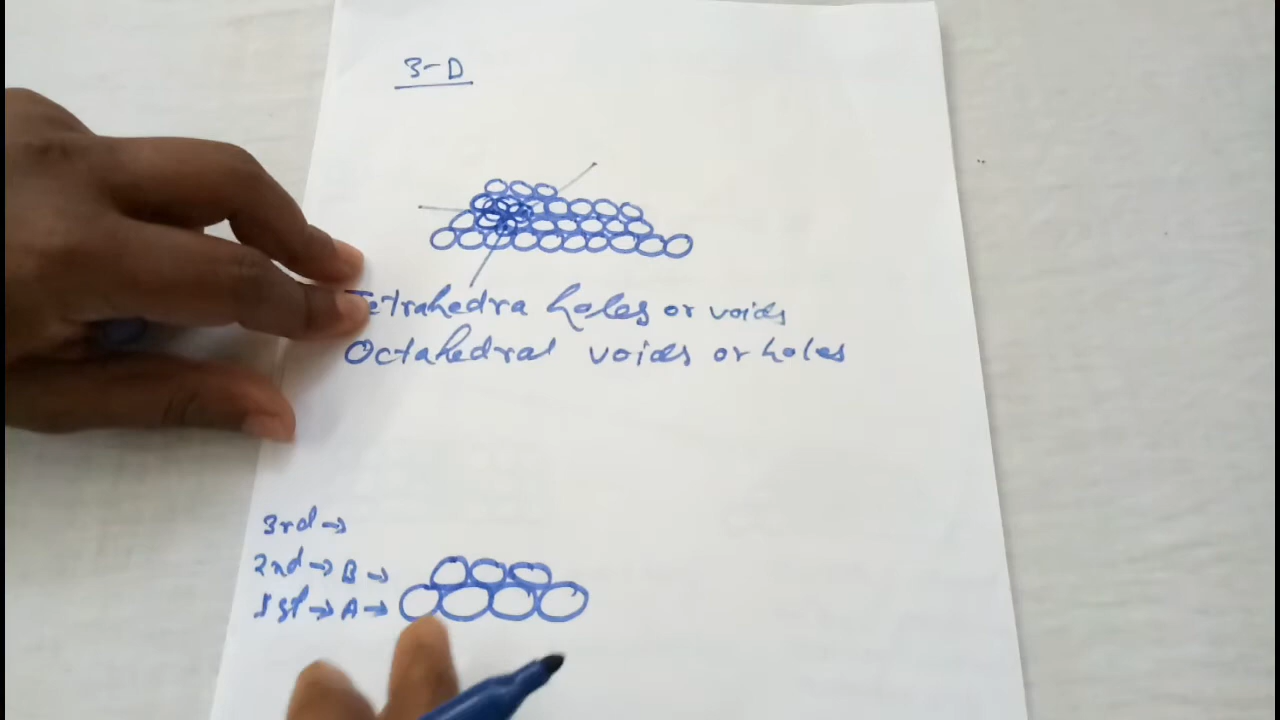 3-D
Tetrahedra holes or voids
Octahedral voids or holes
3rd →
2nd → B →
1st → A →